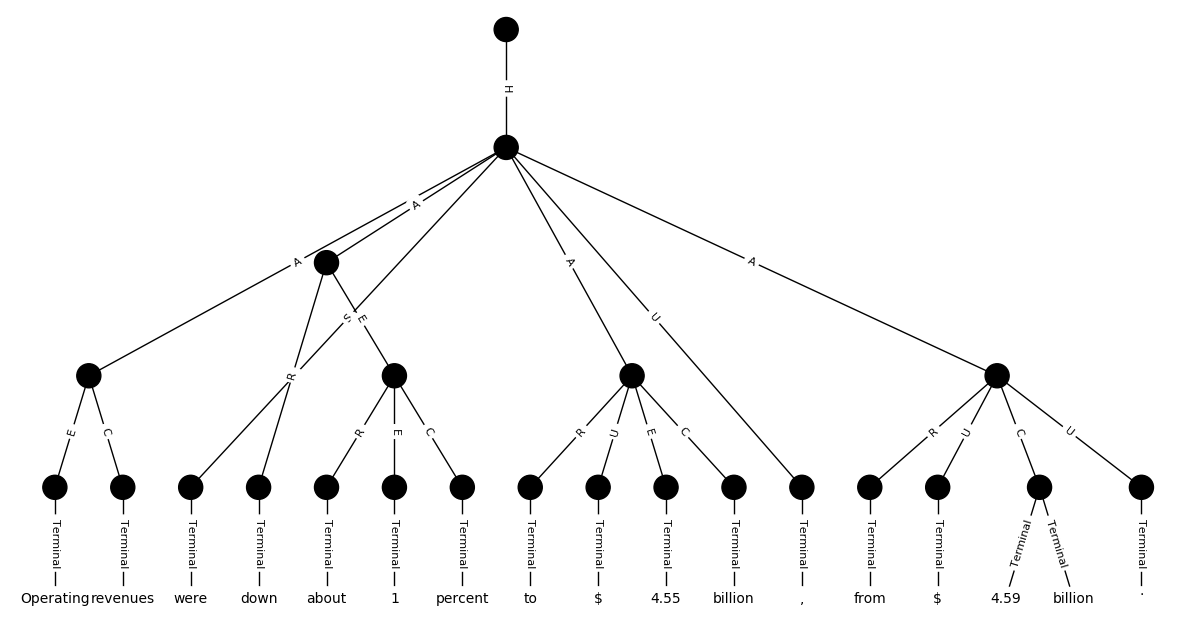 H
A
A
A
A
S
E
U
R
E
C
R
E
C
R
U
E
C
R
U
C
U
Terminal Terminal Terminal Terminal Terminal Terminal Terminal Terminal Terminal Terminal Terminal Terminal Terminal Terminal Terminal Terminal Terminal
Operating revenues were down about 1 percent to $ 4.55 billion , from $ 4.59 billion .